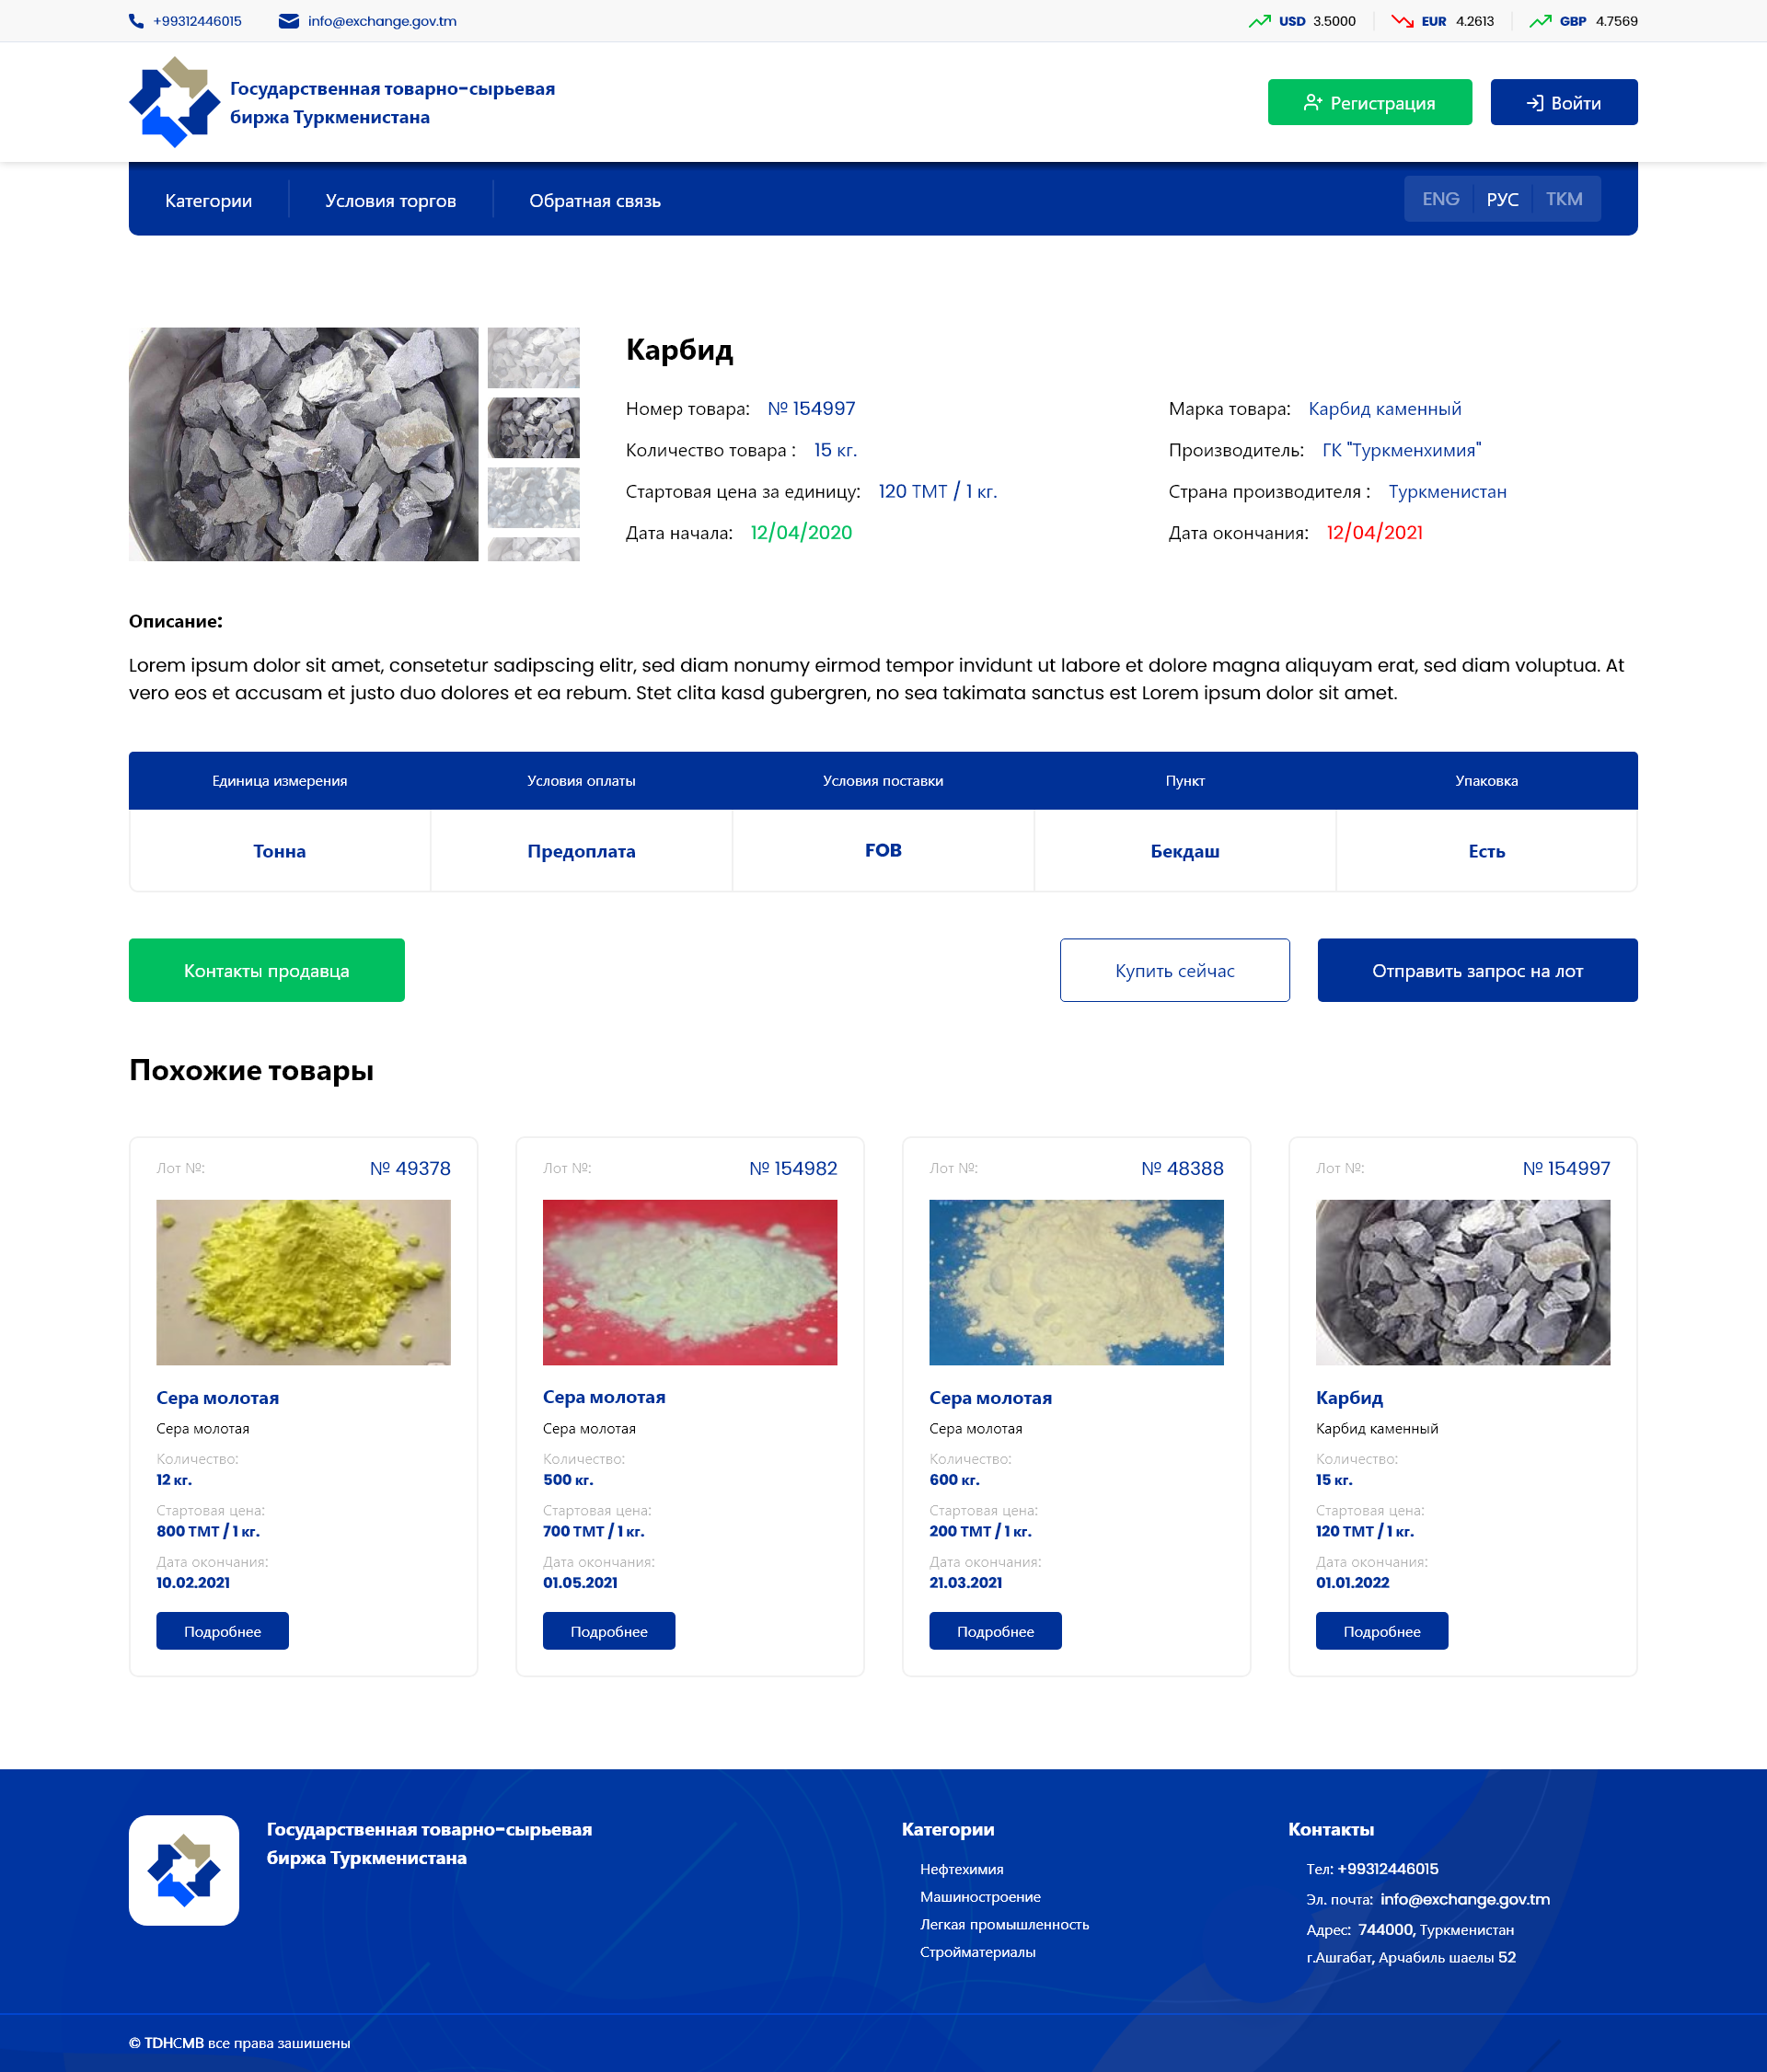 +99312446015
info@exchange.gov.tm
USD 3.5000
EUR 4.2613
GBP 4.7569
Государственная товарно-сырьевая
биржа Туркменистана
Регистрация
Войти
Категории
Условия торгов
Обратная связь
ENG
РУС
TKM
Карбид
Номер товара: № 154997
Марка товара: Карбид каменный
Количество товара : 15 кг.
Производитель: ГК "Туркменхимия"
Стартовая цена за единицу: 120 ТМТ / 1 кг.
Страна производителя : Туркменистан
Дата начала: 12/04/2020
Дата окончания: 12/04/2021
Описание:
Lorem ipsum dolor sit amet, consetetur sadipscing elitr, sed diam nonumy eirmod tempor invidunt ut labore et dolore magna aliquyam erat, sed diam voluptua. At
vero eos et accusam et justo duo dolores et ea rebum. Stet clita kasd gubergren, no sea takimata sanctus est Lorem ipsum dolor sit amet.
Единица измерения
Условия оплаты
Условия поставки
Пункт
Упаковка
Тонна
Предоплата
FOB
Бекдаш
Есть
Контакты продавца
Купить сейчас
Отправить запрос на лот
Похожие товары
Лот №: № 49378
Сера молотая
Сера молотая
Количество:
12 кг.
Стартовая цена:
800 ТМТ / 1 кг.
Дата окончания:
10.02.2021
Подробнее
Лот №: № 154982
Сера молотая
Сера молотая
Количество:
500 кг.
Стартовая цена:
700 ТМТ / 1 кг.
Дата окончания:
01.05.2021
Подробнее
Лот №: № 48388
Сера молотая
Сера молотая
Количество:
600 кг.
Стартовая цена:
200 ТМТ / 1 кг.
Дата окончания:
21.03.2021
Подробнее
Лот №: № 154997
Карбид
Карбид каменный
Количество:
15 кг.
Стартовая цена:
120 ТМТ / 1 кг.
Дата окончания:
01.01.2022
Подробнее
Государственная товарно-сырьевая
биржа Туркменистана
Категории
Нефтехимия
Машиностроение
Легкая промышленность
Стройматериалы
Контакты
Тел: +99312446015
Эл. почта: info@exchange.gov.tm
Адрес: 744000, Туркменистан
г.Ашгабат, Арчабиль шаелы 52
© TDHCMB все права зашишены